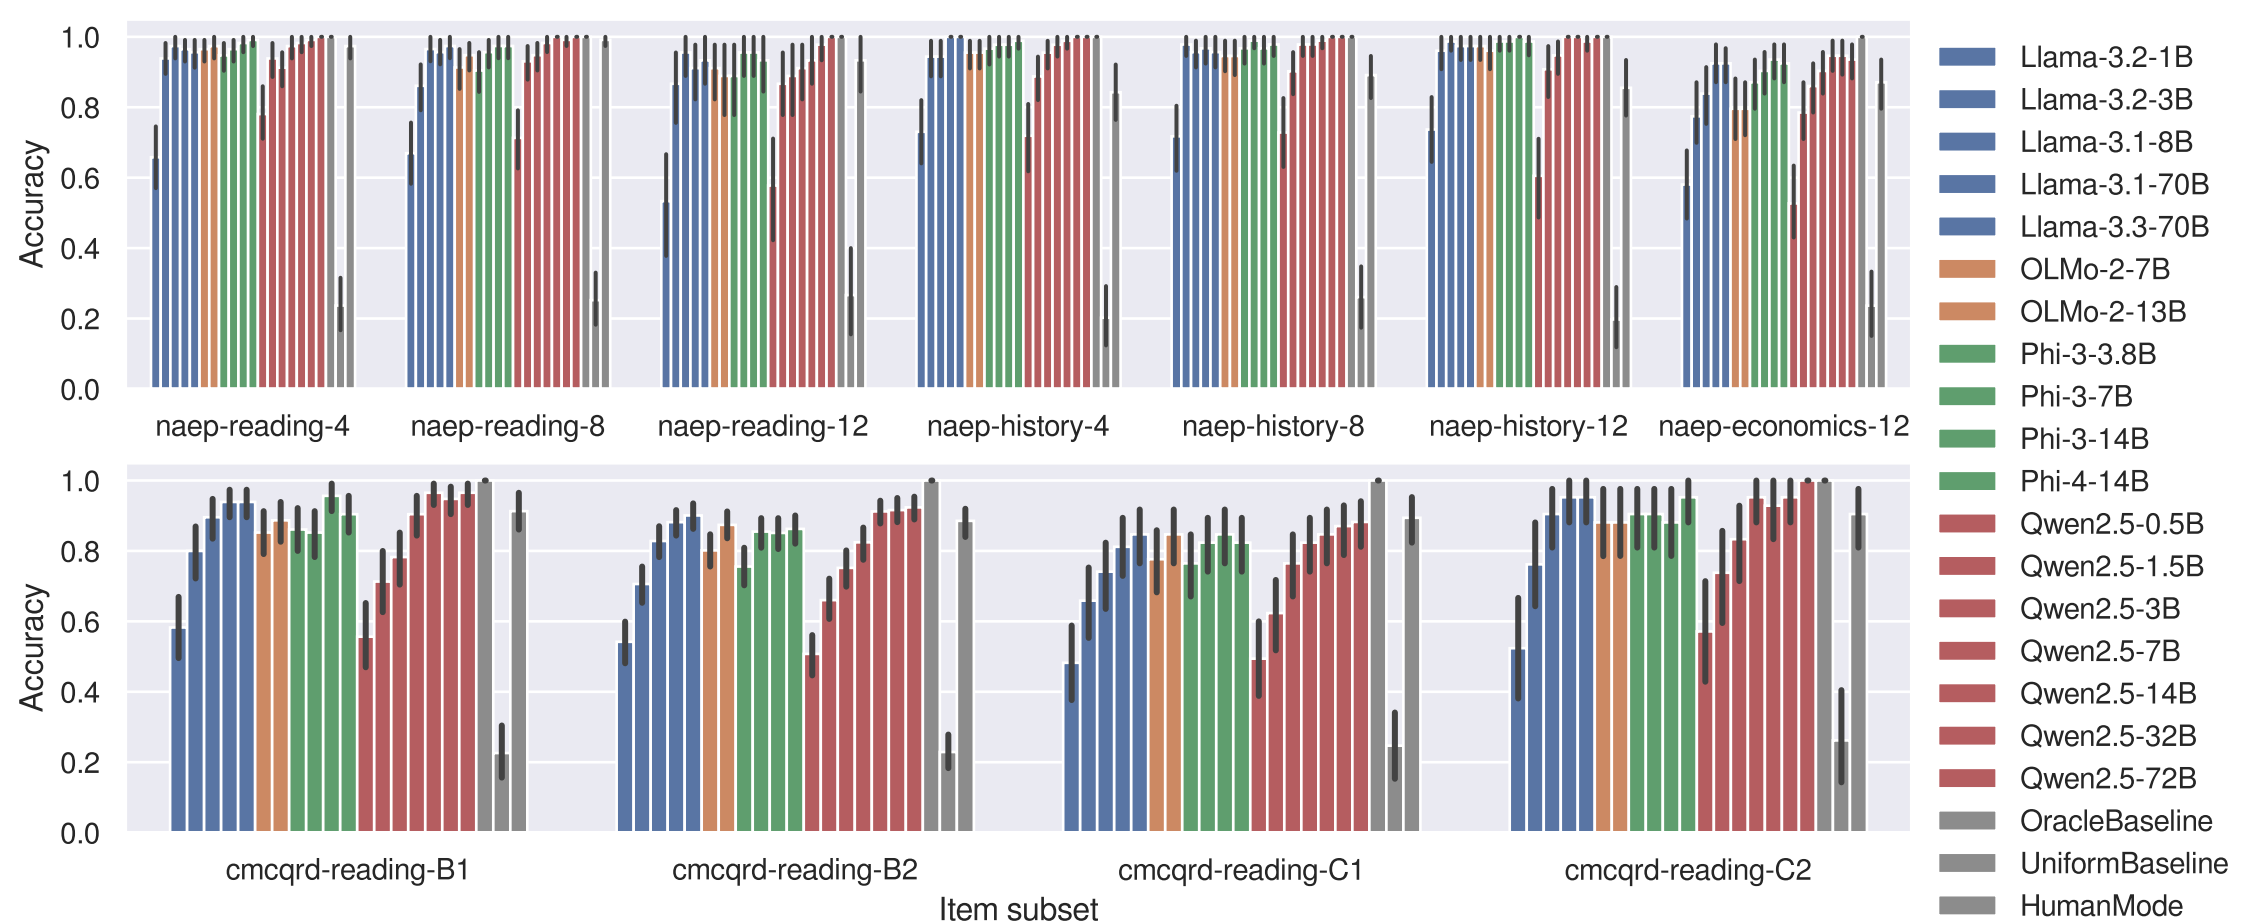 Accuracy
1.0
0.8
0.6
0.4
0.2
0.0
naep-reading-4 naep-reading-8 naep-reading-12 naep-history-4 naep-history-8 naep-history-12 naep-economics-12
Accuracy
1.0
0.8
0.6
0.4
0.2
0.0
cmcqrd-reading-B1 cmcqrd-reading-B2 cmcqrd-reading-C1 cmcqrd-reading-C2
Item subset
Llama-3.2-1B
Llama-3.2-3B
Llama-3.1-8B
Llama-3.1-70B
Llama-3.3-70B
OLMo-2-7B
OLMo-2-13B
Phi-3-3.8B
Phi-3-7B
Phi-3-14B
Phi-4-14B
Qwen2.5-0.5B
Qwen2.5-1.5B
Qwen2.5-3B
Qwen2.5-7B
Qwen2.5-14B
Qwen2.5-32B
Qwen2.5-72B
OracleBaseline
UniformBaseline
HumanMode